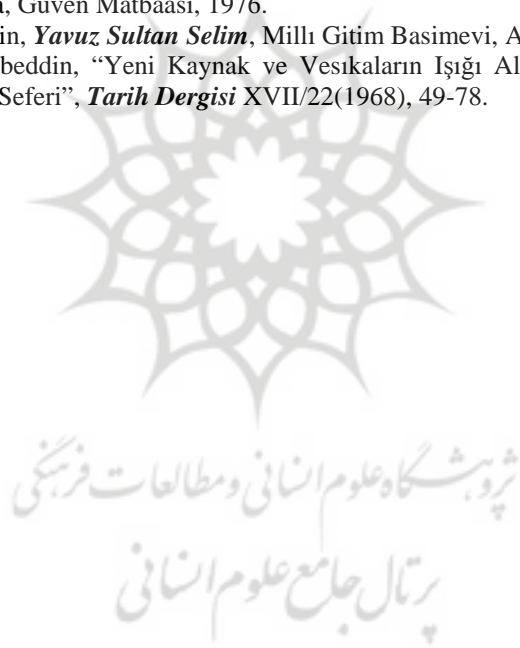 a, Güven Matbaası, 1976.
in, Yavuz Sultan Selim, Millı Gitim Basimevi, A
beddin, “Yeni Kaynak ve Vesıkaların Işığı Al
Seferi”, Tarih Dergisi XVII/22(1968), 49-78.
پژوهشگاه علوم انسانی و مطالعات فرهنگی
پرتال جامع علوم انسانی